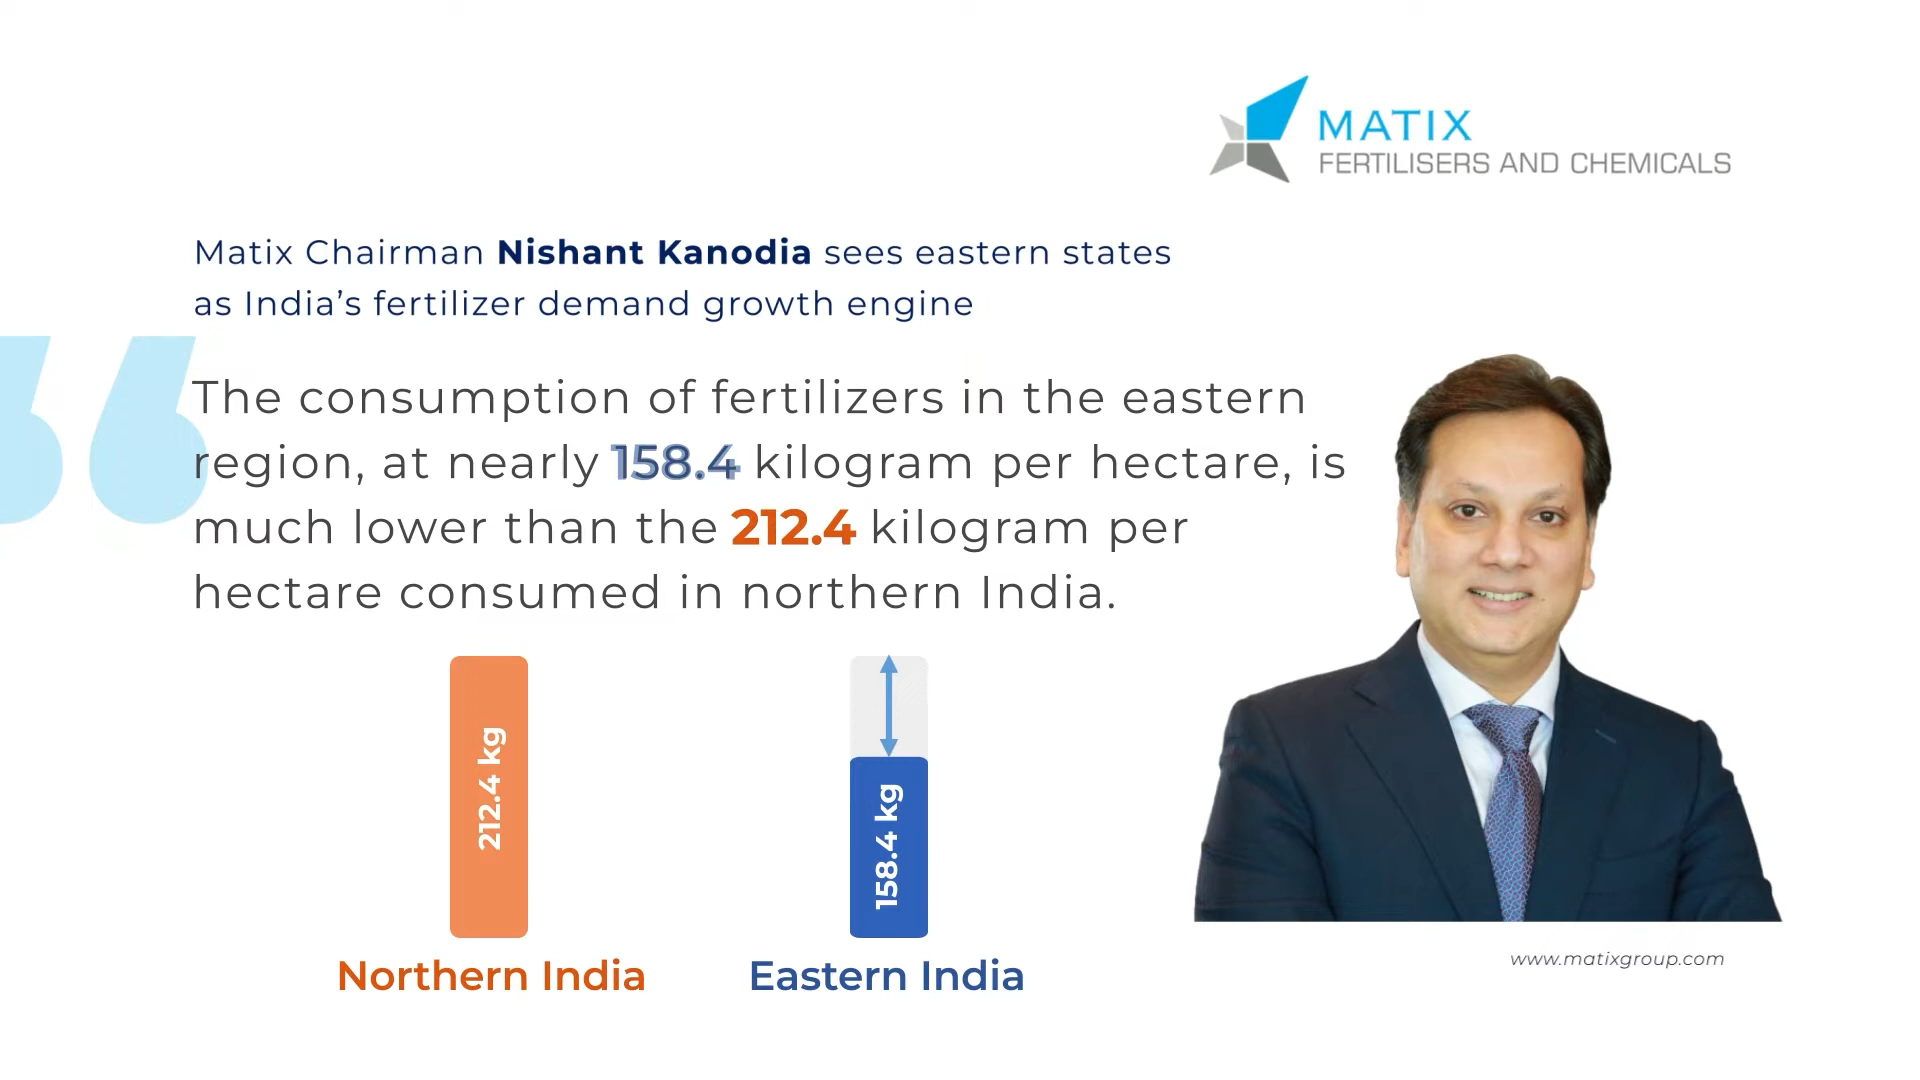 MATIX
FERTILISERS AND CHEMICALS
Matix Chairman Nishant Kanodia sees eastern states
as India’s fertilizer demand growth engine
The consumption of fertilizers in the eastern
region, at nearly 158.4 kilogram per hectare, is
much lower than the 212.4 kilogram per
hectare consumed in northern India.
212.4 kg
158.4 kg
Northern India
Eastern India
www.matixgroup.com